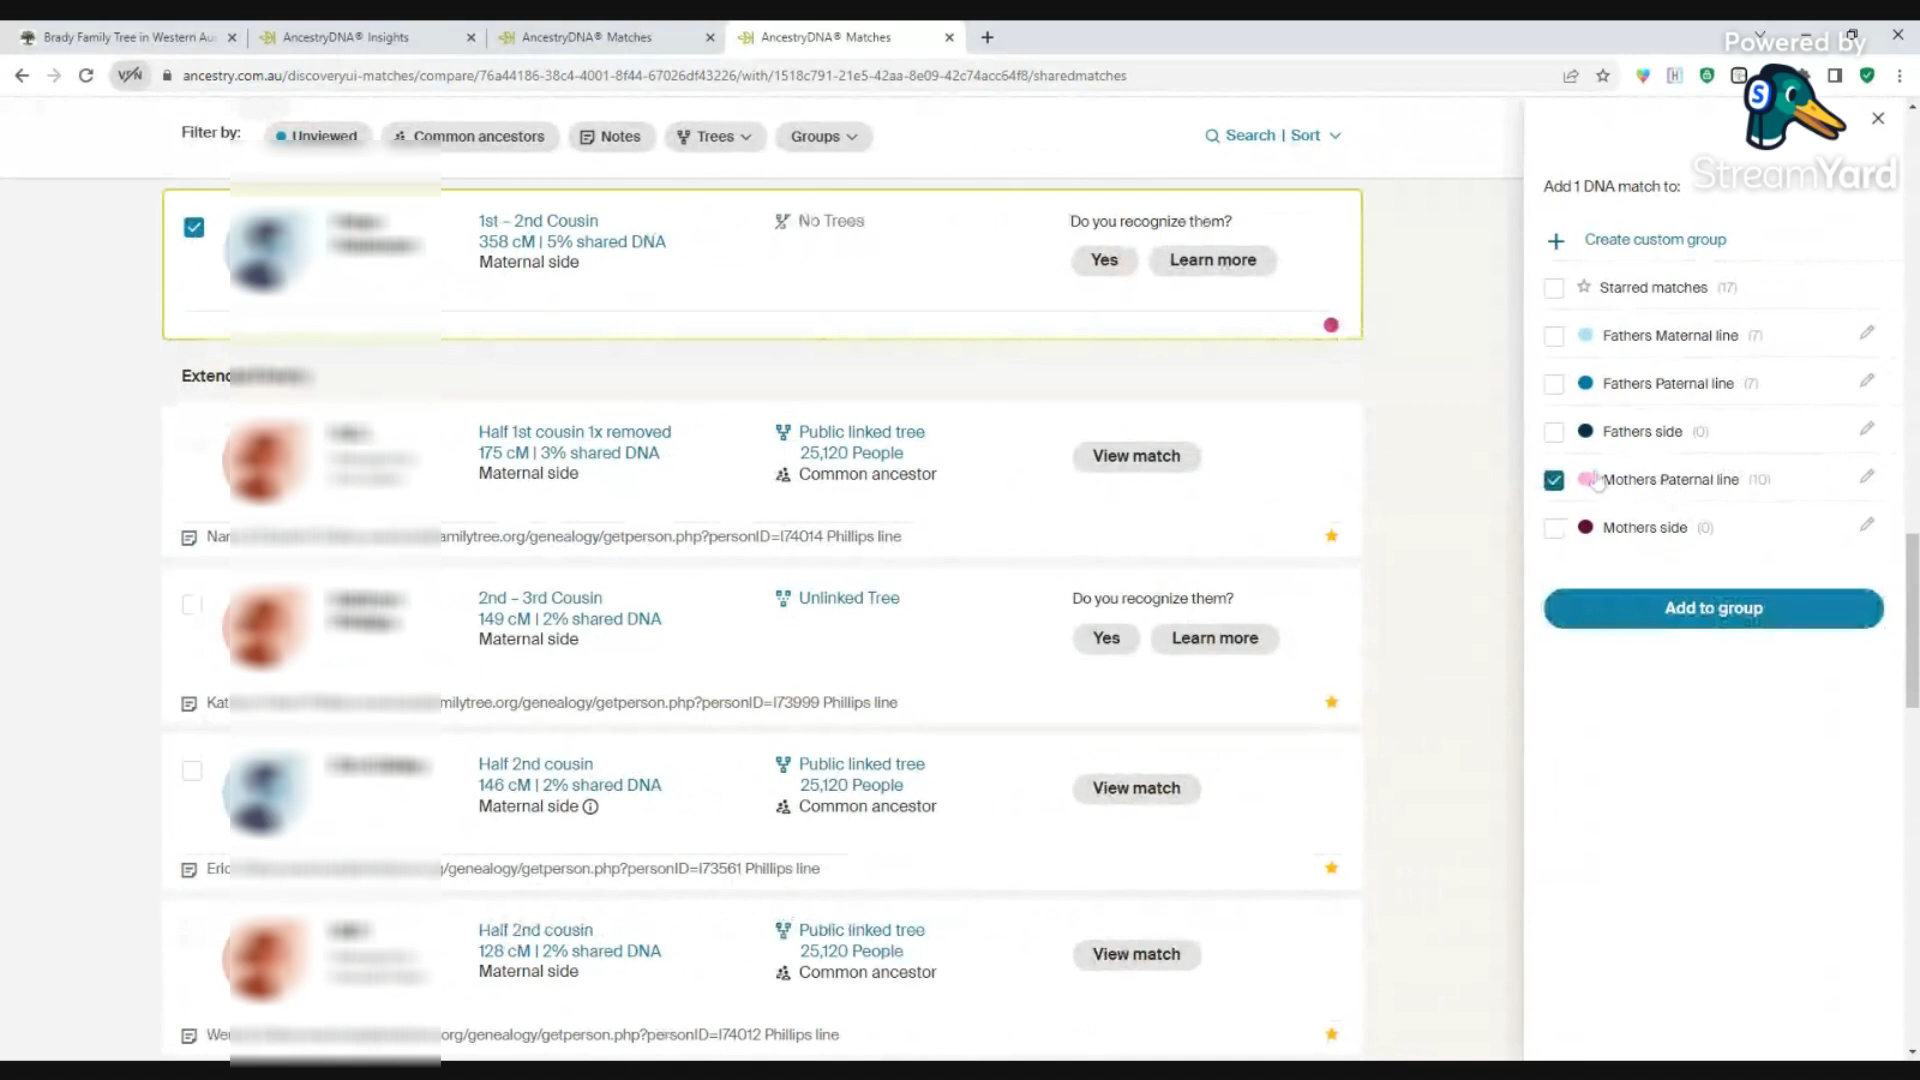 Brady Family Tree in Western Au
AncestryDNA® Insights
AncestryDNA® Matches
AncestryDNA® Matches
Powered by
VPN
ancestry.com.au/discoveryui-matches/compare/76a44186-38c4-4001-8f44-67026df43226/with/1518c791-21e5-42aa-8e09-42c74acc64f8/sharedmatches
S
StreamYard
Filter by:
Unviewed
Common ancestors
Notes
Trees
Groups
Search | Sort
1st – 2nd Cousin
358 cM | 5% shared DNA
Maternal side
No Trees
Do you recognize them?
Yes
Learn more
Half 1st cousin 1x removed
175 cM | 3% shared DNA
Maternal side
Public linked tree
25,120 People
Common ancestor
View match
Nan amilytree.org/genealogy/getperson.php?personID=I74014 Phillips line
2nd – 3rd Cousin
149 cM | 2% shared DNA
Maternal side
Unlinked Tree
Do you recognize them?
Yes
Learn more
Kat milytree.org/genealogy/getperson.php?personID=I73999 Phillips line
Half 2nd cousin
146 cM | 2% shared DNA
Maternal side
Public linked tree
25,120 People
Common ancestor
View match
Eric /genealogy/getperson.php?personID=I73561 Phillips line
Half 2nd cousin
128 cM | 2% shared DNA
Maternal side
Public linked tree
25,120 People
Common ancestor
View match
org/genealogy/getperson.php?personID=I74012 Phillips line
Add 1 DNA match to:
Create custom group
Starred matches (17)
Fathers Maternal line (7)
Fathers Paternal line (7)
Fathers side (0)
Mothers Paternal line (10)
Mothers side (0)
Add to group